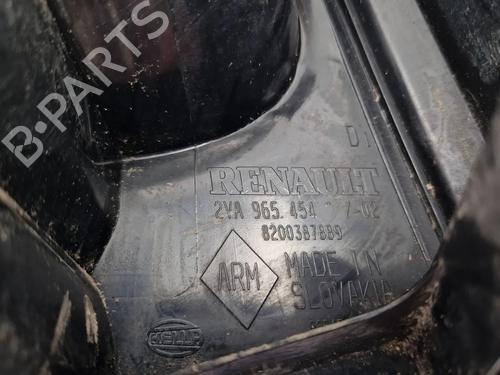 B-PARTS
D1
RENAULT
2VA 965 454
8200387889
ARM
MADE IN
SLOVAKIA
HELLA